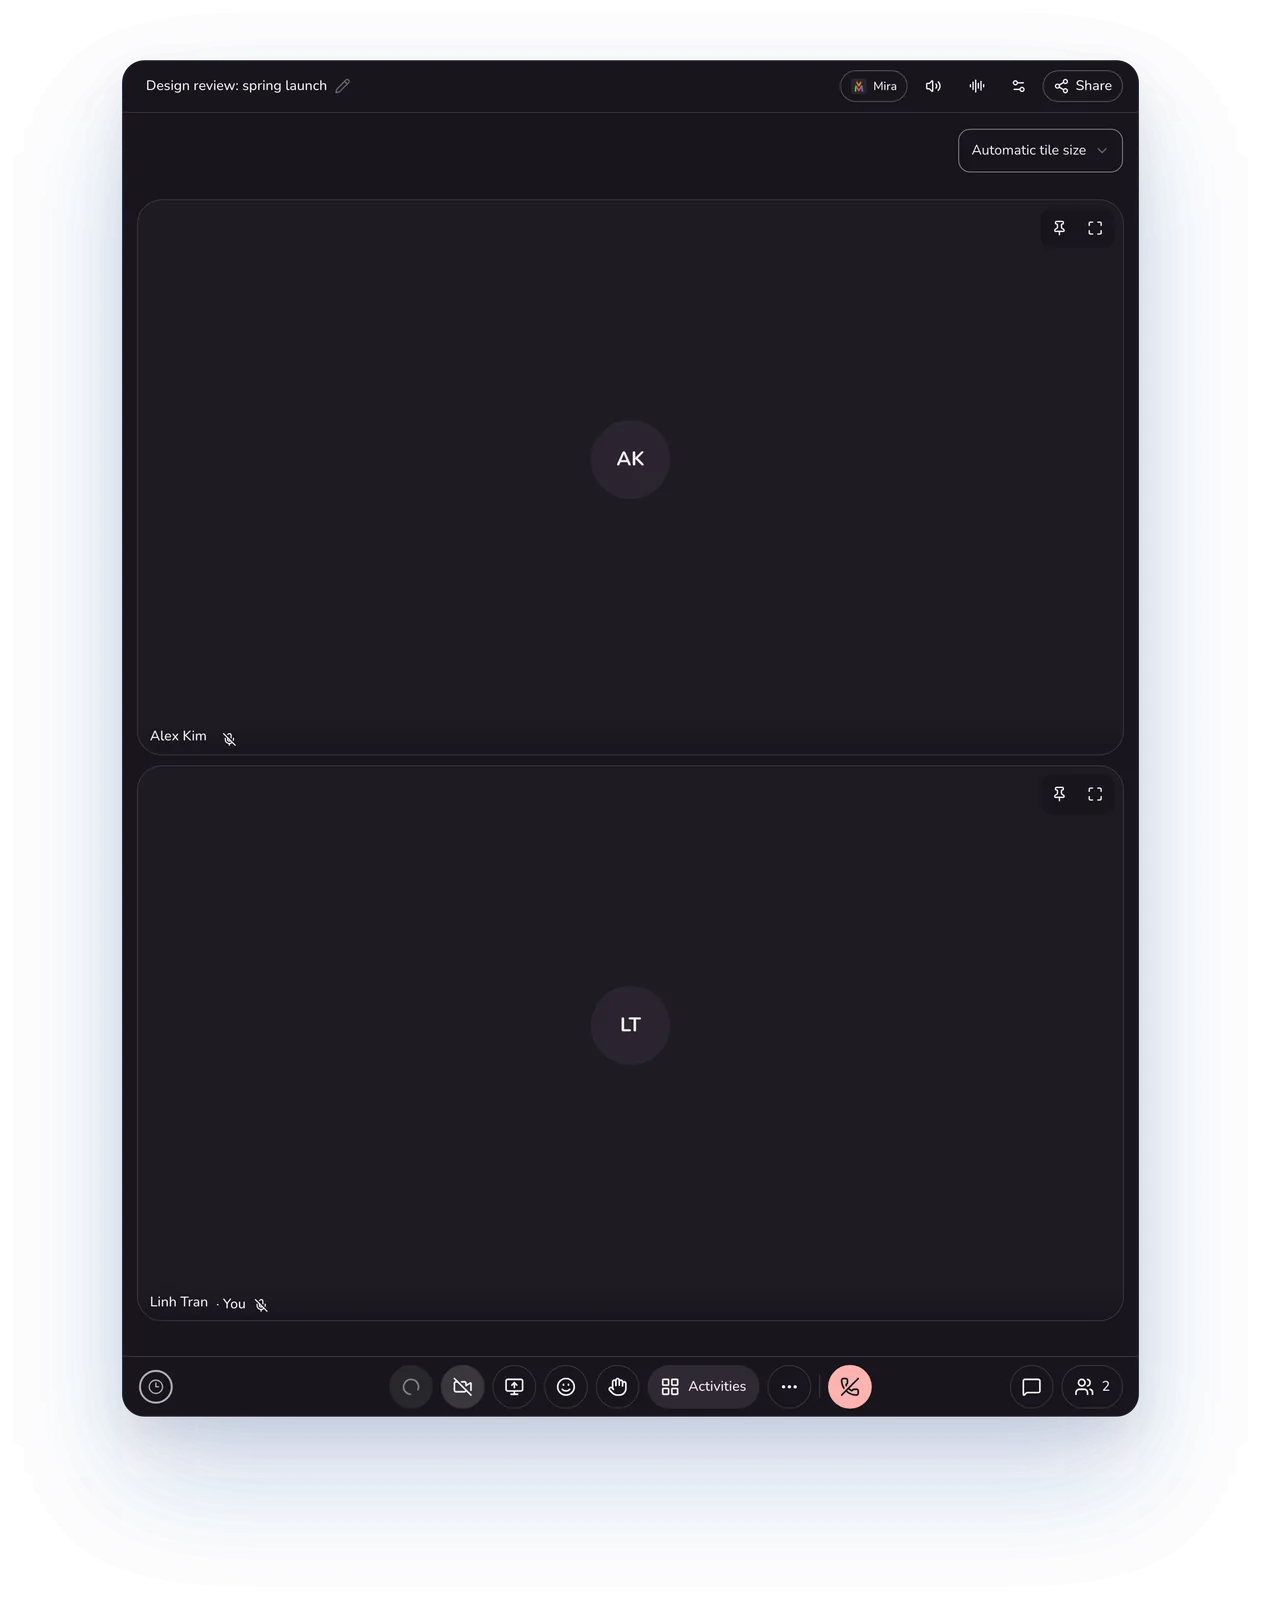 Design review: spring launch
Mira
Share
Automatic tile size
AK
Alex Kim
LT
Linh Tran · You
Activities
2